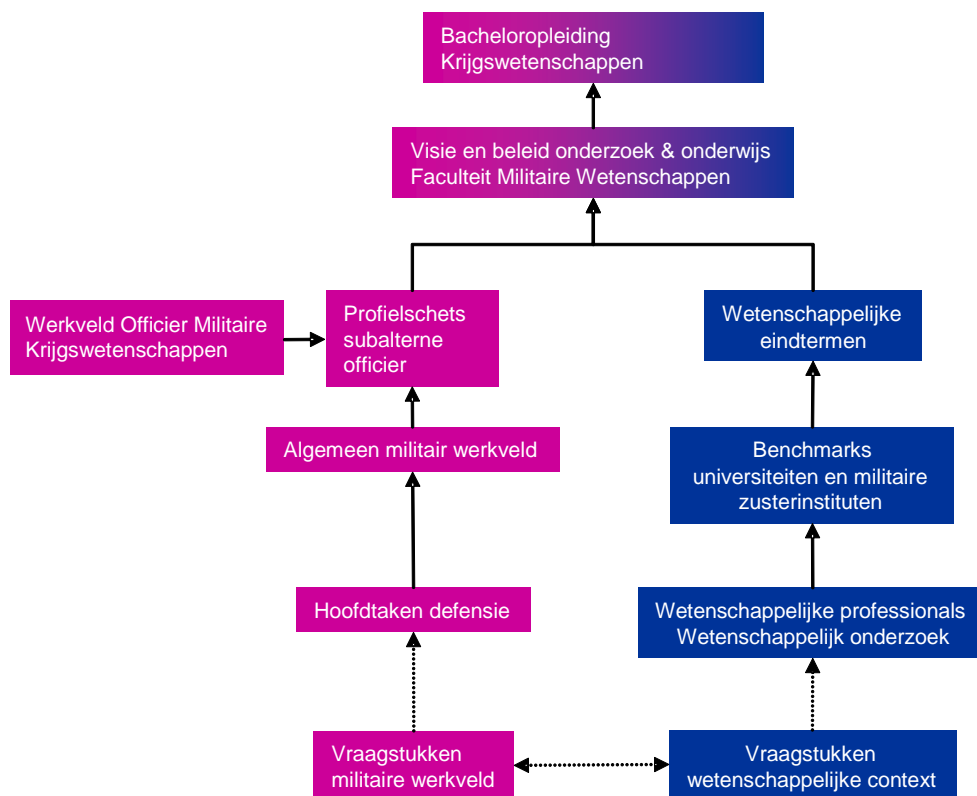 Bacheloropleiding
Krijgswetenschappen
Visie en beleid onderzoek & onderwijs
Faculteit Militaire Wetenschappen
Werkveld Officier Militaire
Krijgswetenschappen
Profielschets
subalterne
officier
Wetenschappelijke
eindtermen
Algemeen militair werkveld
Benchmarks
universiteiten en militaire
zusterinstituten
Hoofdtaken defensie
Wetenschappelijke professionals
Wetenschappelijk onderzoek
Vraagstukken
militaire werkveld
Vraagstukken
wetenschappelijke context